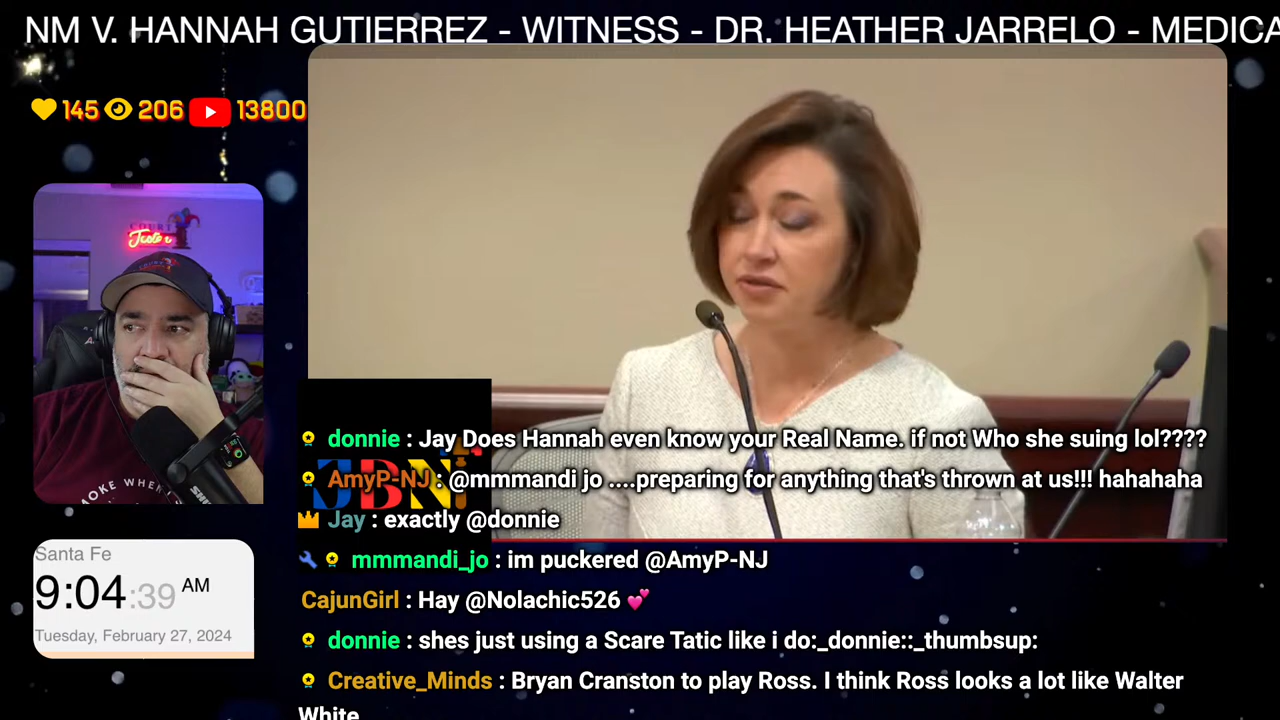 NM V. HANNAH GUTIERREZ - WITNESS - DR. HEATHER JARRELO - MEDICA
145 206 13800
COURT
Jester
donnie : Jay Does Hannah even know your Real Name. if not Who she suing lol????
AmyP-NJ : @mmmandi jo ....preparing for anything that's thrown at us!!! hahahaha
Jay : exactly @donnie
mmmandi_jo : im puckered @AmyP-NJ
CajunGirl : Hay @Nolachic526 💕
donnie : shes just using a Scare Tatic like i do:_donnie::_thumbsup:
Creative_Minds : Bryan Cranston to play Ross. I think Ross looks a lot like Walter
White
Santa Fe
9:04:39 AM
Tuesday, February 27, 2024